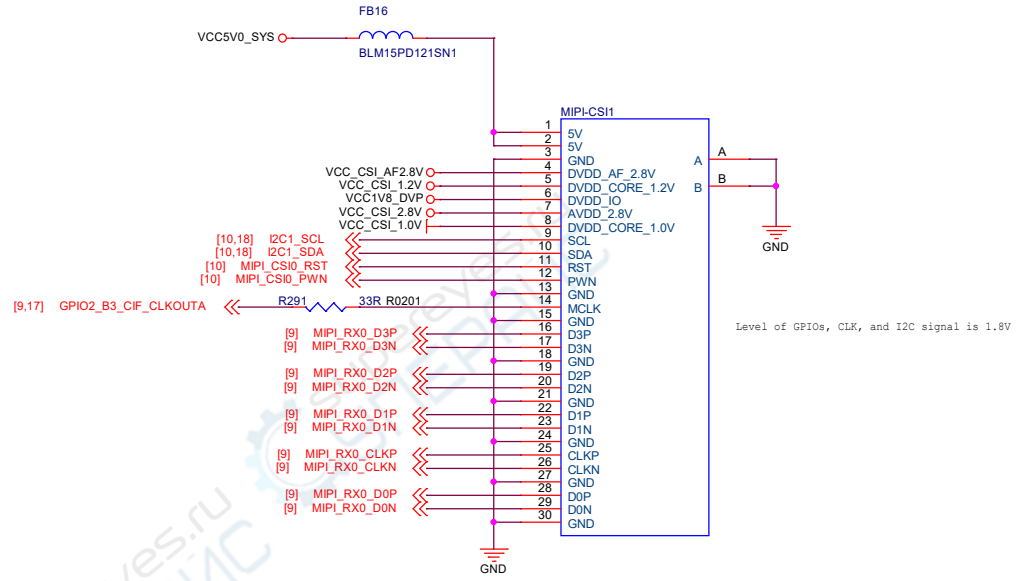 FB16
VCC5V0_SYS
BLM15PD121SN1
MIPI-CSI1
1 5V
2 5V
3 GND
A A
VCC_CSI_AF2.8V 4 DVDD_AF_2.8V
VCC_CSI_1.2V 5 DVDD_CORE_1.2V
B B
VCC1V8_DVP 6 DVDD_IO
VCC_CSI_2.8V 7 AVDD_2.8V
VCC_CSI_1.0V 8 DVDD_CORE_1.0V
[10,18] I2C1_SCL 9 SCL
GND
[10,18] I2C1_SDA 10 SDA
[10] MIPI_CSI0_RST 11 RST
[10] MIPI_CSI0_PWN 12 PWN
13 GND
[9,17] GPIO2_B3_CIF_CLKOUTA R291 33R R0201 14 MCLK
15 GND
Level of GPIOs, CLK, and I2C signal is 1.8V
[9] MIPI_RX0_D3P 16 D3P
[9] MIPI_RX0_D3N 17 D3N
18 GND
[9] MIPI_RX0_D2P 19 D2P
[9] MIPI_RX0_D2N 20 D2N
21 GND
[9] MIPI_RX0_D1P 22 D1P
[9] MIPI_RX0_D1N 23 D1N
24 GND
[9] MIPI_RX0_CLKP 25 CLKP
[9] MIPI_RX0_CLKN 26 CLKN
27 GND
[9] MIPI_RX0_D0P 28 D0P
[9] MIPI_RX0_D0N 29 D0N
30 GND
GND